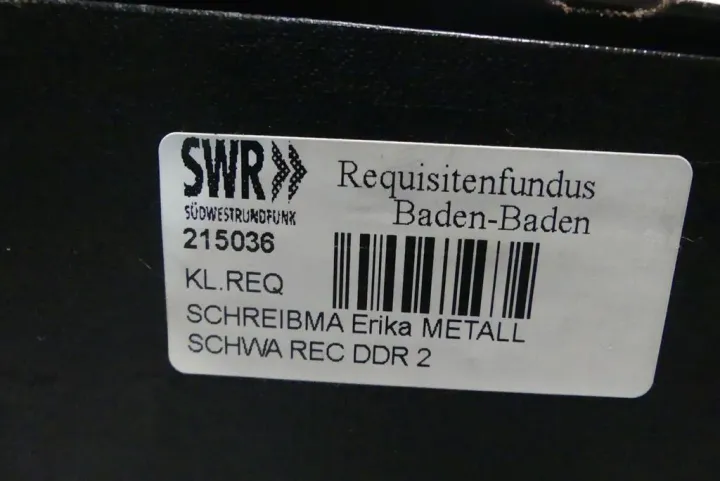 SWR Requisitenfundus
SÜDWESTRUNDFUNK Baden-Baden
215036
KL.REQ
SCHREIBMA Erika METALL
SCHWA REC DDR 2